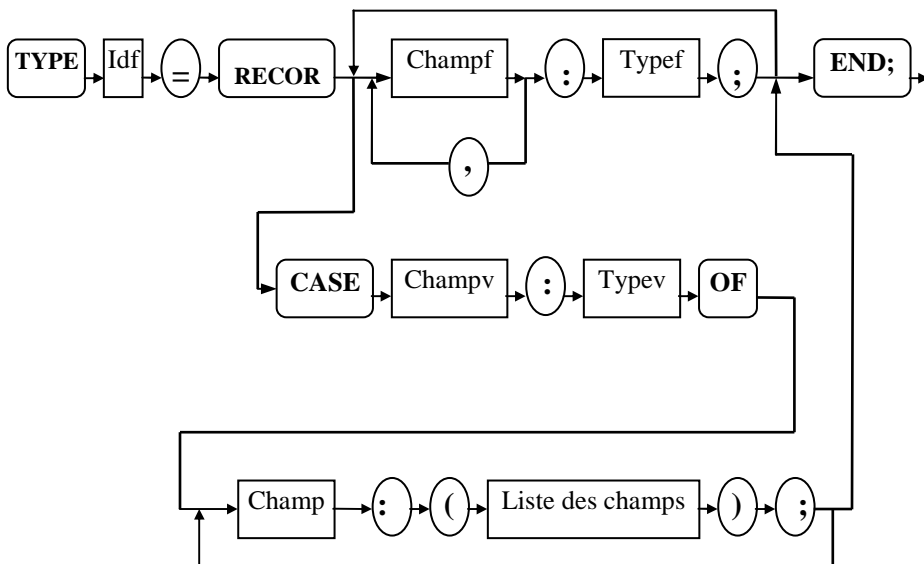 TYPE Idf = RECOR Champf : Typef ; END;
,
CASE Champv : Typev OF
Champ : ( Liste des champs ) ;